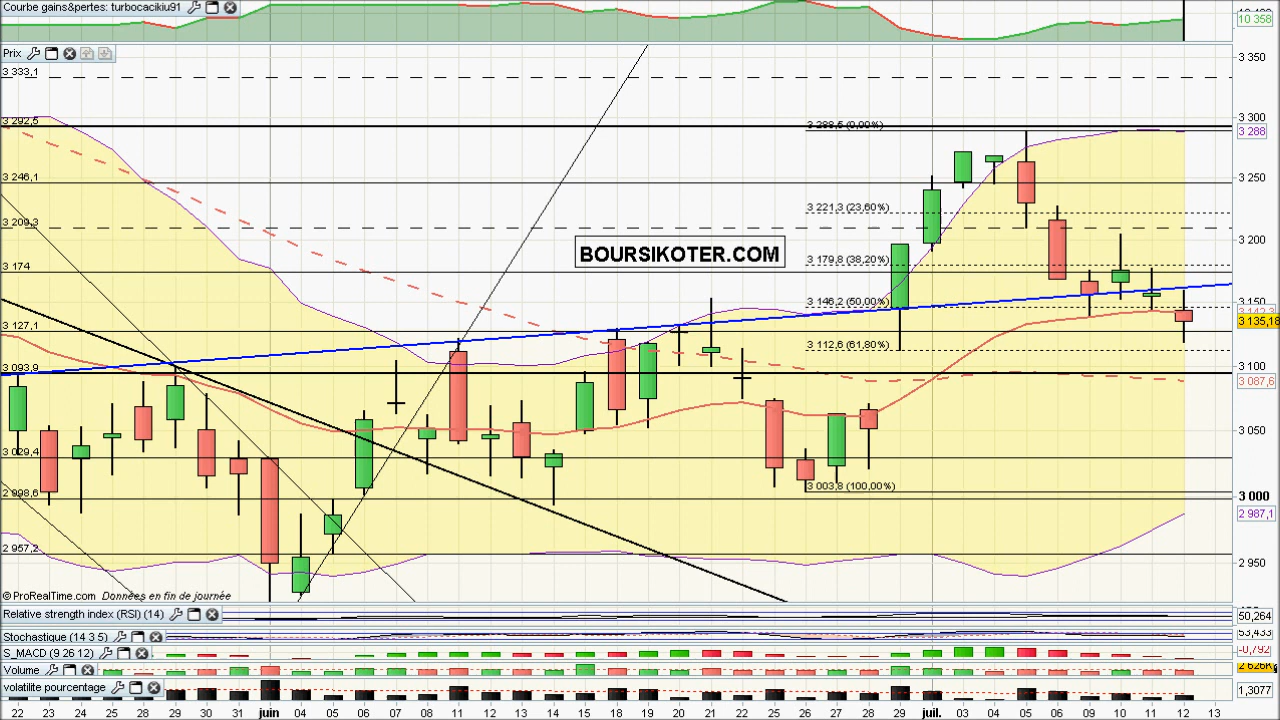 Courbe gains&pertes: turbocacikiu91
10 358
Prix
3 333,1
3 350
3 292,5
3 288,5 (0,00%)
3 300
3 288
3 246,1
3 250
3 221,3 (23,60%)
3 209,3
3 200
BOURSIKOTER.COM
3 179,8 (38,20%)
3 174
3 146,2 (50,00%)
3 150
3 127,1
3 135,18
3 112,6 (61,80%)
3 093,9
3 100
3 087,6
3 050
3 029,4
3 003,8 (100,00%)
2 998,6
3 000
2 987,1
2 957,2
2 950
© ProRealTime.com Données en fin de journée
Relative strength index (RSI) (14)
50,264
Stochastique (14 3 5)
53,433
S_MACD (9 26 12)
-0,792
Volume
volatilite pourcentage
1,3077
22 23 24 25 28 29 30 31 juin 04 05 06 07 08 11 12 13 14 15 18 19 20 21 22 25 26 27 28 29 juil. 03 04 05 06 09 10 11 12 13